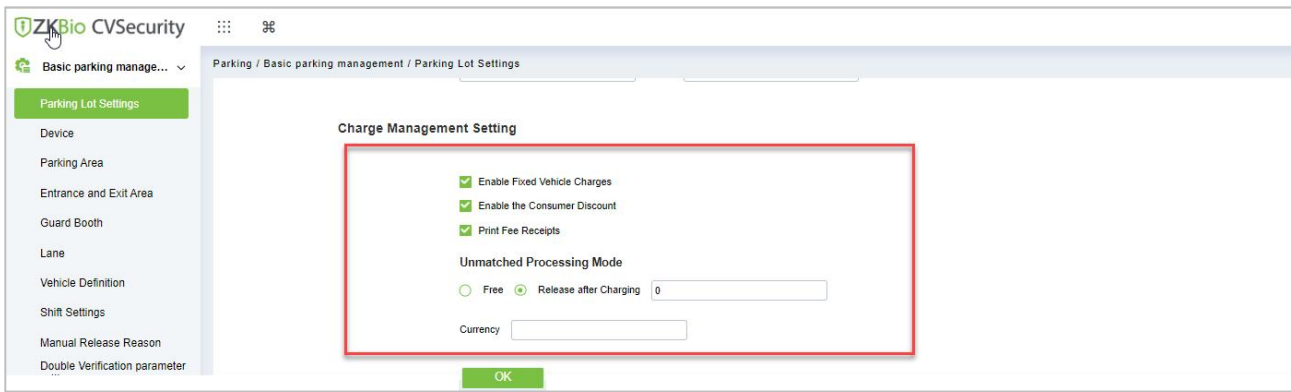 ZKBio CVSecurity
Basic parking manage...
Parking / Basic parking management / Parking Lot Settings
Parking Lot Settings
Device
Parking Area
Entrance and Exit Area
Guard Booth
Lane
Vehicle Definition
Shift Settings
Manual Release Reason
Double Verification parameter
Charge Management Setting
Enable Fixed Vehicle Charges
Enable the Consumer Discount
Print Fee Receipts
Unmatched Processing Mode
Free Release after Charging 0
Currency
OK